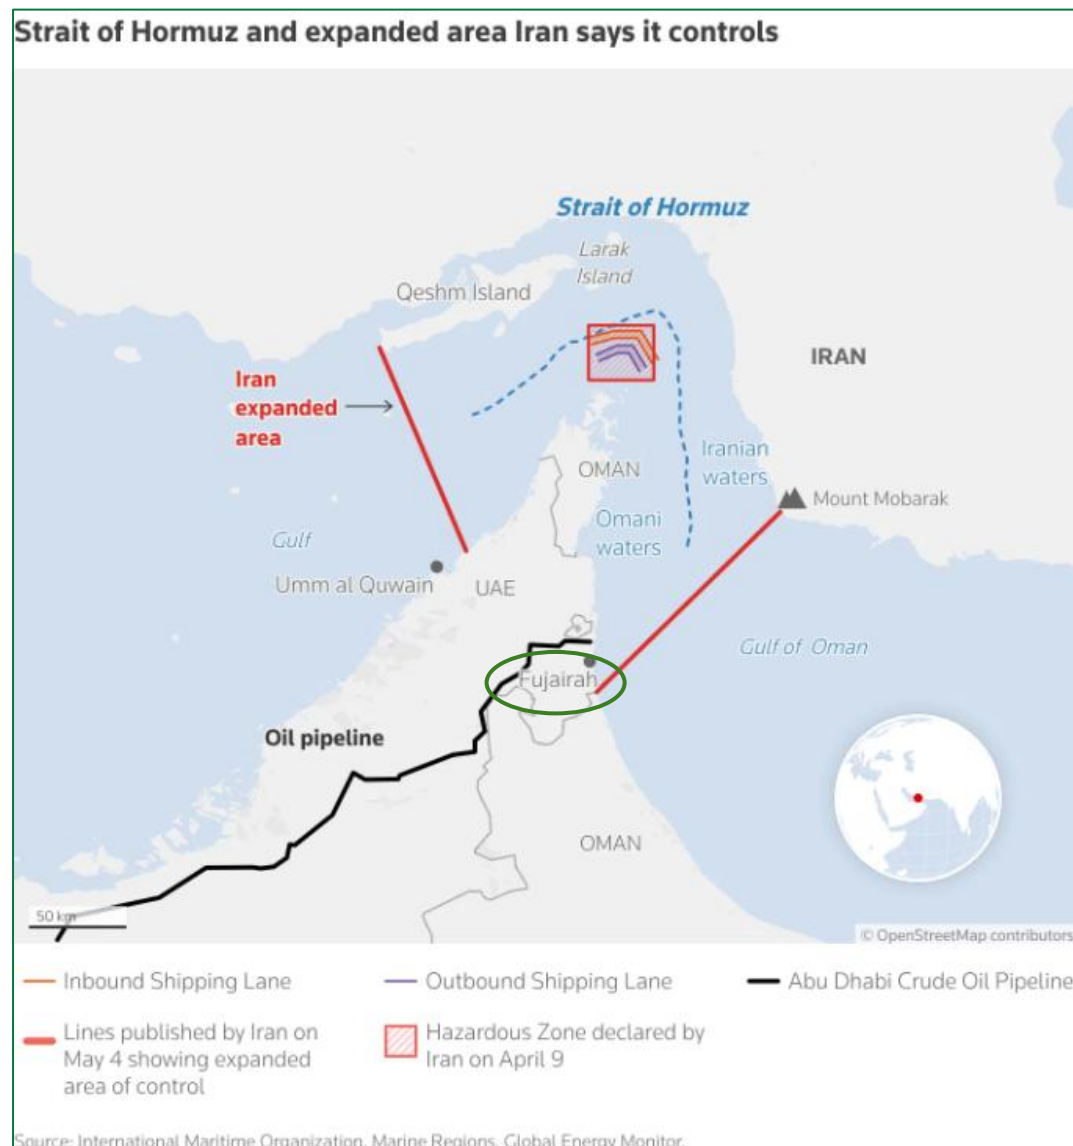 Strait of Hormuz and expanded area Iran says it controls
Strait of Hormuz
Larak
Island
Qeshm Island
Iran
expanded
area
IRAN
Iranian
waters
OMAN
Mount Mobarak
Omani
waters
Gulf
Umm al Quwain
UAE
Gulf of Oman
Fujairah
Oil pipeline
OMAN
50 km
© OpenStreetMap contributors
Inbound Shipping Lane
Outbound Shipping Lane
Abu Dhabi Crude Oil Pipeline
Lines published by Iran on
May 4 showing expanded
area of control
Hazardous Zone declared by
Iran on April 9
Source: International Maritime Organization, Marine Regions, Global Energy Monitor.